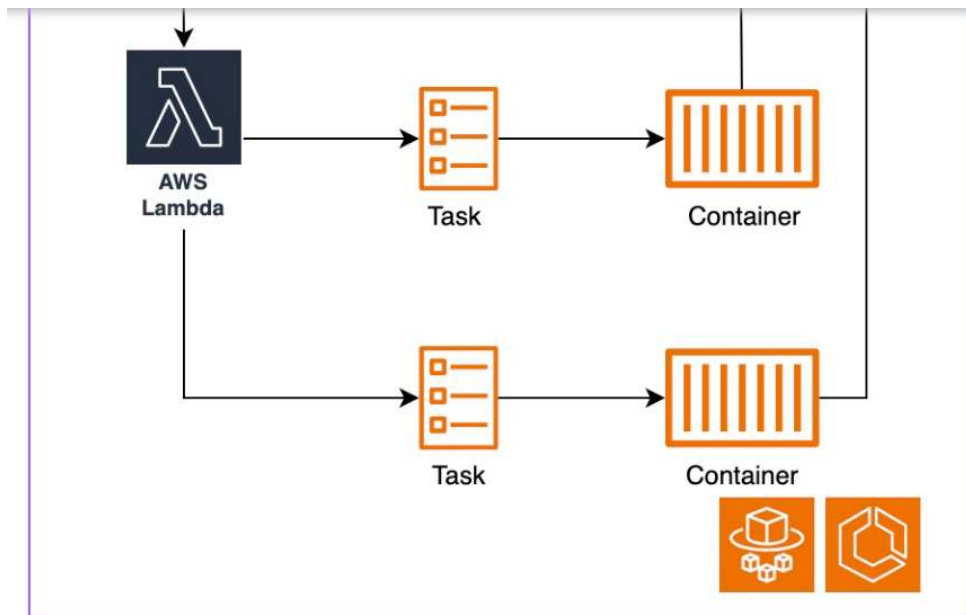 AWS
Lambda
Task
Container
Task
Container